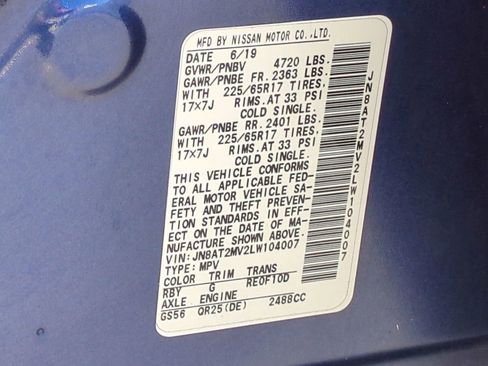 MFD BY NISSAN MOTOR CO.,LTD.
DATE 6/19
GVWR/PNBV 4720 LBS.
GAWR/PNBE FR. 2363 LBS.
WITH 225/65R17 TIRES,
17×7J RIMS.AT 33 PSI
COLD SINGLE.
GAWR/PNBE RR. 2401 LBS.
WITH 225/65R17 TIRES,
17×7J RIMS.AT 33 PSI
COLD SINGLE.
THIS VEHICLE CONFORMS
TO ALL APPLICABLE FED-
ERAL MOTOR VEHICLE SA-
FETY AND THEFT PREVEN-
TION STANDARDS IN EFF-
ECT ON THE DATE OF MA-
NUFACTURE SHOWN ABOVE.
VIN:JN8AT2MV2LW104007
TYPE:MPV
COLOR TRIM TRANS
RBY G RE0F10D
AXLE ENGINE
GS56 QR25(DE) 2488CC
JN8AT2MV2LW104007